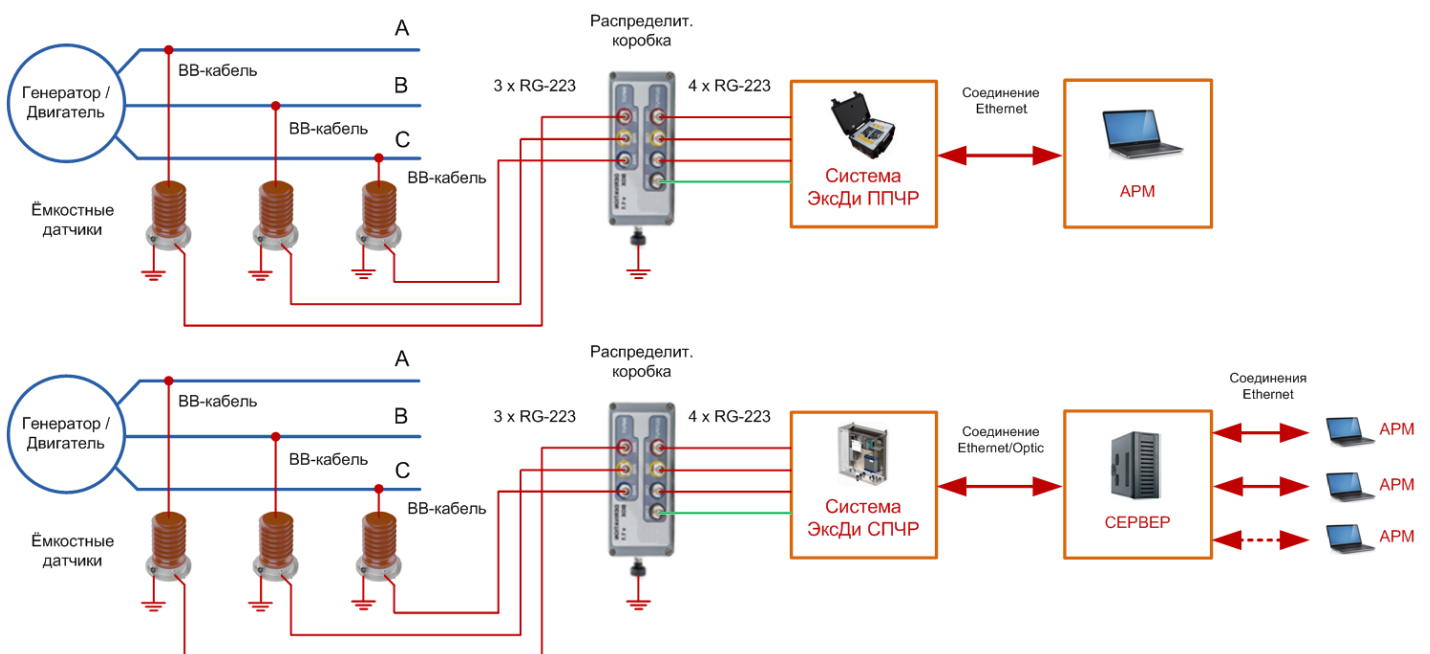 Распределит.
коробка
A
ВВ-кабель
Генератор /
Двигатель
B
ВВ-кабель
C
ВВ-кабель
3 x RG-223
4 x RG-223
Соединение
Ethernet
Система
ЭксДи ППЧР
АРМ
Ёмкостные
датчики
Распределит.
коробка
A
ВВ-кабель
Генератор /
Двигатель
B
ВВ-кабель
C
ВВ-кабель
3 x RG-223
4 x RG-223
Соединение
Ethernet/Optic
Соединения
Ethernet
Система
ЭксДи СПЧР
СЕРВЕР
АРМ
АРМ
АРМ
Ёмкостные
датчики